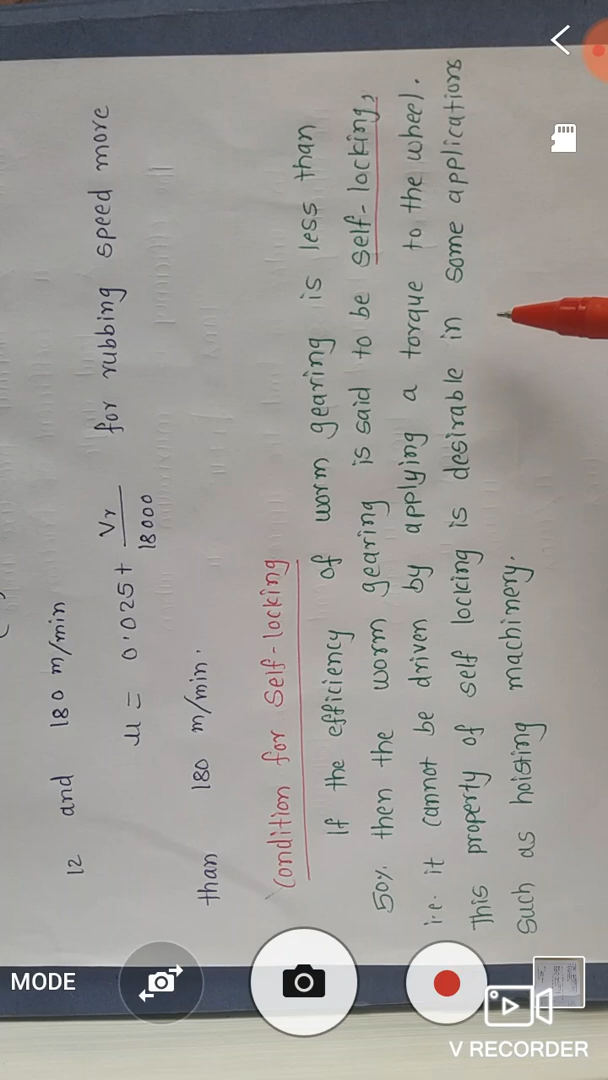 12 and 180 m/min
μ = 0.025 + Vr/18000 for rubbing speed more
than 180 m/min.
Condition for self-locking
If the efficiency of worm gearing is less than
50% then the worm gearing is said to be self-locking,
i.e. it cannot be driven by applying a torque to the wheel.
This property of self locking is desirable in some applications
such as hoisting machinery.
MODE
V RECORDER